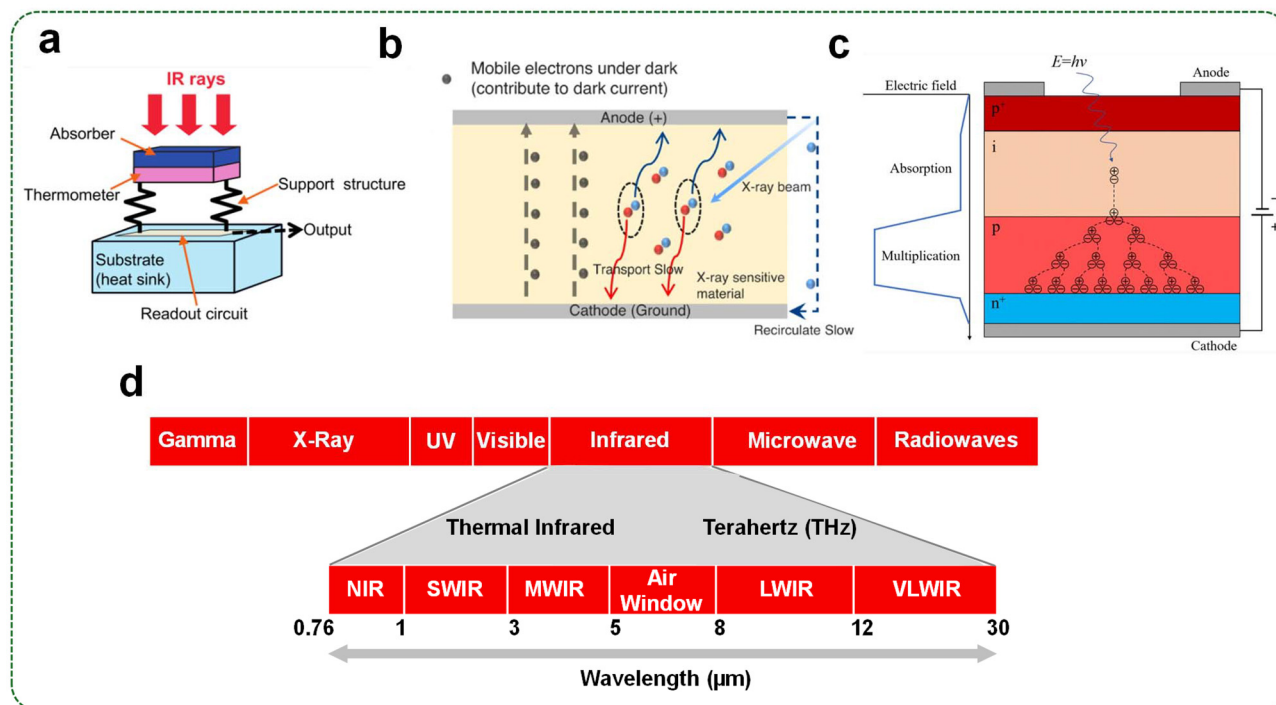 a
IR rays
Absorber
Thermometer
Support structure
Output
Substrate
(heat sink)
Readout circuit
b
Mobile electrons under dark
(contribute to dark current)
Anode (+)
X-ray beam
Transport Slow
X-ray sensitive
material
Cathode (Ground)
Recirculate Slow
c
E=hν
Anode
Electric field
p+
i
Absorption
p
Multiplication
n+
Cathode
−
+
d
Gamma
X-Ray
UV
Visible
Infrared
Microwave
Radiowaves
Thermal Infrared
Terahertz (THz)
NIR
SWIR
MWIR
Air
Window
LWIR
VLWIR
0.76
1
3
5
8
12
30
Wavelength (μm)